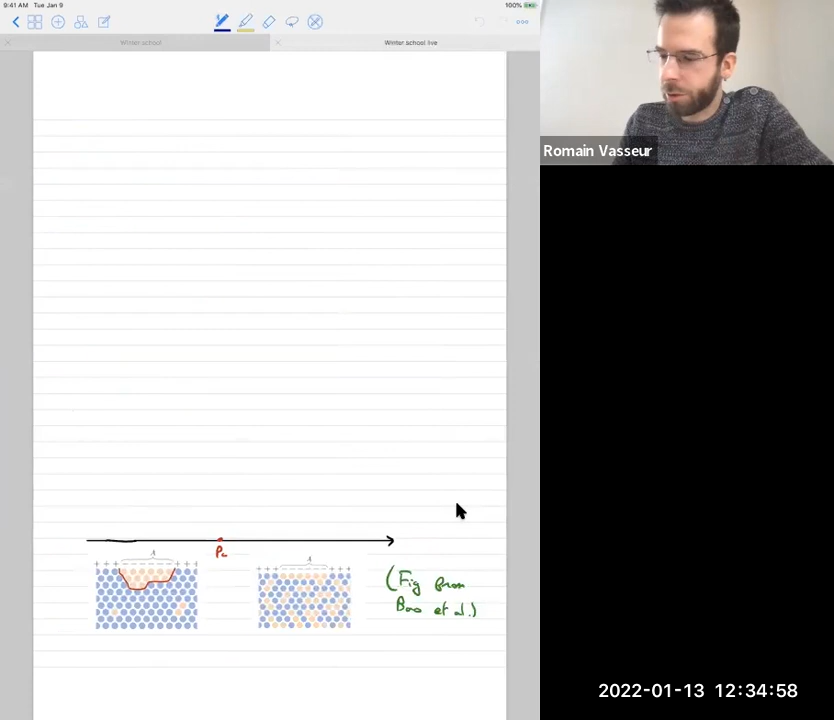 9:41 AM Tue Jan 9
100%
Winter school
Winter school live
Romain Vasseur
Pc
A
A
+ + +
+ + +
+ + +
+ + +
(Fig from
Bao et al.)
2022-01-13 12:34:58